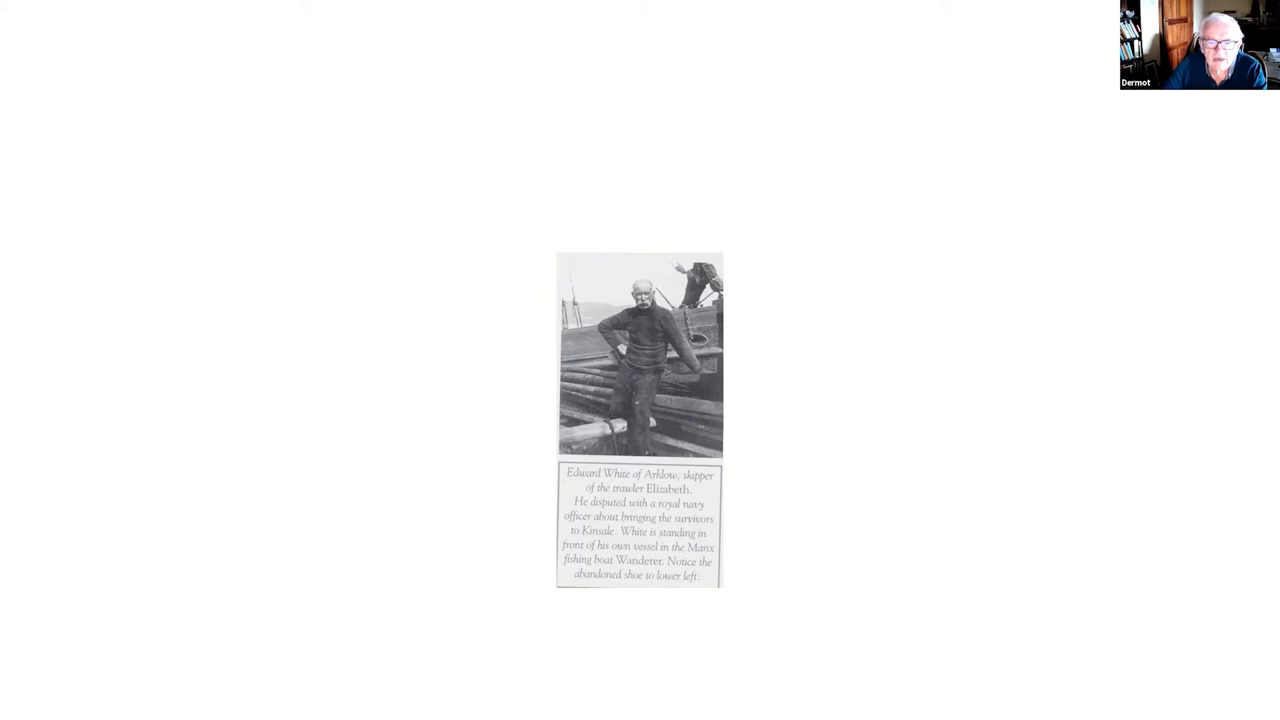 Dermot
Edward White of Arklow, skipper
of the trawler Elizabeth.
He disputed with a royal navy
officer about bringing the survivors
to Kinsale. White is standing in
front of his own vessel in the Manx
fishing boat Wanderer. Notice the
abandoned shoe to lower left.